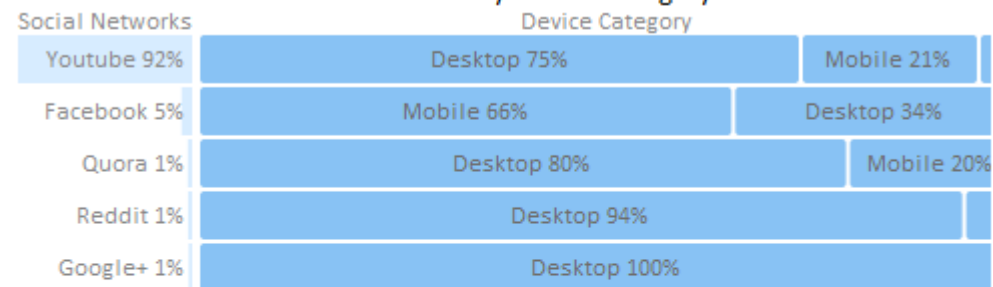 Social Networks Device Category
Youtube 92% Desktop 75% Mobile 21%
Facebook 5% Mobile 66% Desktop 34%
Quora 1% Desktop 80% Mobile 20%
Reddit 1% Desktop 94%
Google+ 1% Desktop 100%